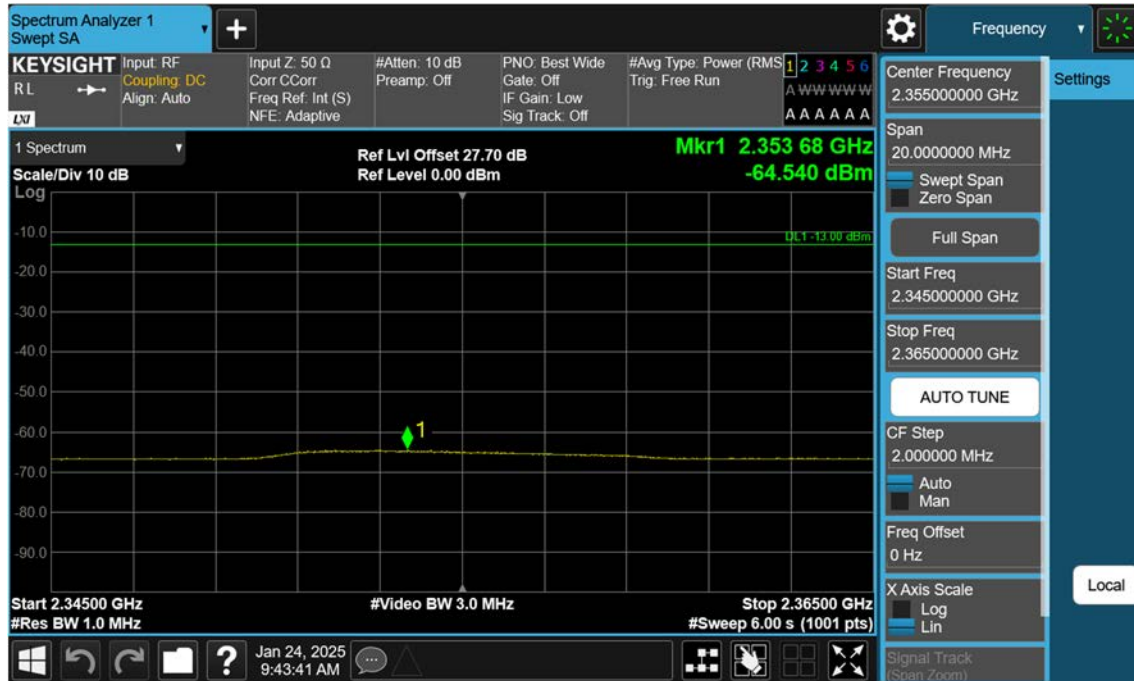 Spectrum Analyzer 1
Swept SA
+
Frequency
KEYSIGHT
RL
LXI
Input: RF
Coupling: DC
Align: Auto
Input Z: 50 Ω
Corr CCorr
Freq Ref: Int (S)
NFE: Adaptive
#Atten: 10 dB
Preamp: Off
PNO: Best Wide
Gate: Off
IF Gain: Low
Sig Track: Off
#Avg Type: Power (RMS
Trig: Free Run
1 2 3 4 5 6
A W W W W W
A A A A A A
Center Frequency
2.355000000 GHz
Settings
1 Spectrum
Scale/Div 10 dB
Ref Lvl Offset 27.70 dB
Ref Level 0.00 dBm
Mkr1 2.353 68 GHz
-64.540 dBm
Log
-10.0
-20.0
-30.0
-40.0
-50.0
-60.0
-70.0
-80.0
-90.0
DL1 -13.00 dBm
1
Start 2.34500 GHz
#Res BW 1.0 MHz
#Video BW 3.0 MHz
Stop 2.36500 GHz
#Sweep 6.00 s (1001 pts)
Span
20.0000000 MHz
Swept Span
Zero Span
Full Span
Start Freq
2.345000000 GHz
Stop Freq
2.365000000 GHz
AUTO TUNE
CF Step
2.000000 MHz
Auto
Man
Freq Offset
0 Hz
X Axis Scale
Log
Lin
Local
Signal Track
(Span Zoom)
?
Jan 24, 2025
9:43:41 AM